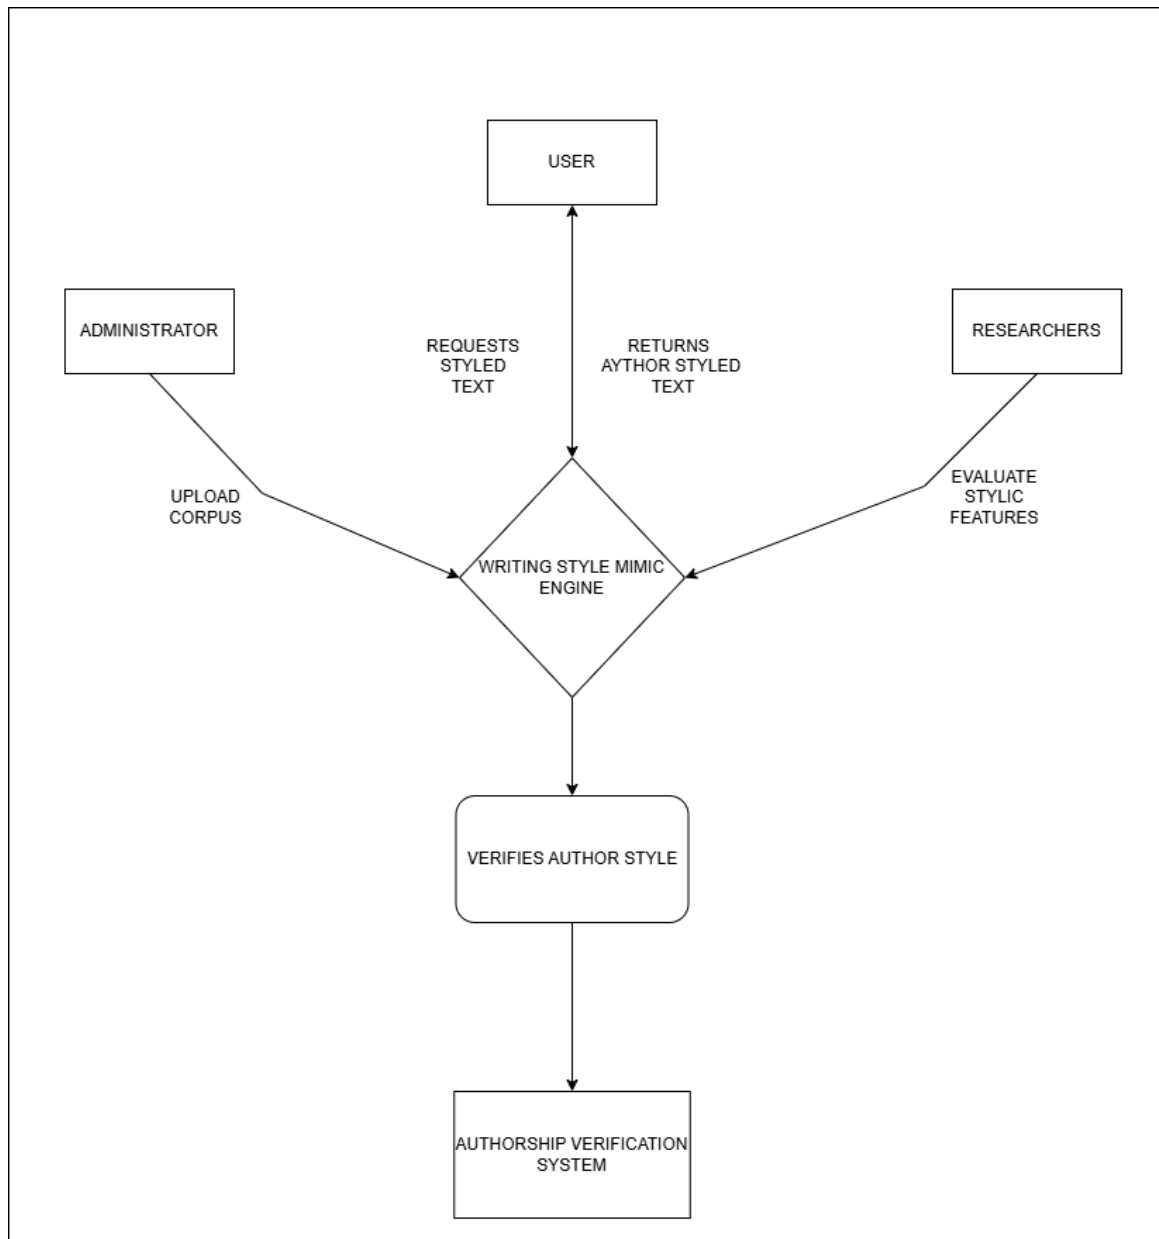 USER
ADMINISTRATOR
RESEARCHERS
REQUESTS
STYLED
TEXT
RETURNS
AYTHOR STYLED
TEXT
UPLOAD
CORPUS
EVALUATE
STYLIC
FEATURES
WRITING STYLE MIMIC
ENGINE
VERIFIES AUTHOR STYLE
AUTHORSHIP VERIFICATION
SYSTEM